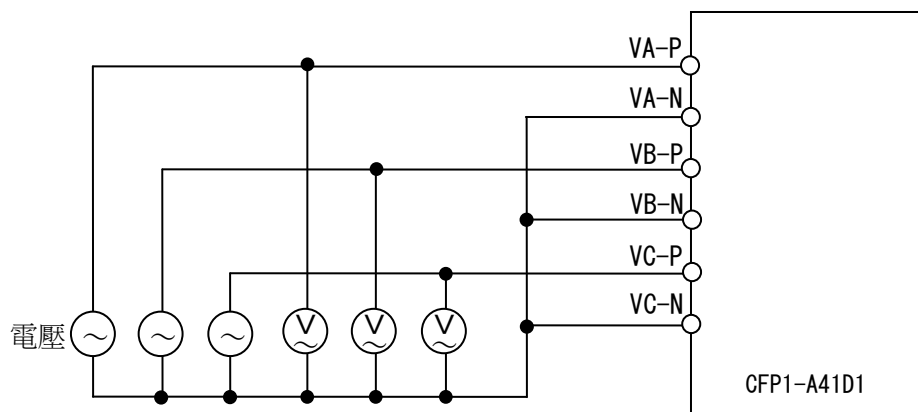 VA-P
VA-N
VB-P
VB-N
VC-P
VC-N
V
V
V
電壓
CFP1-A41D1